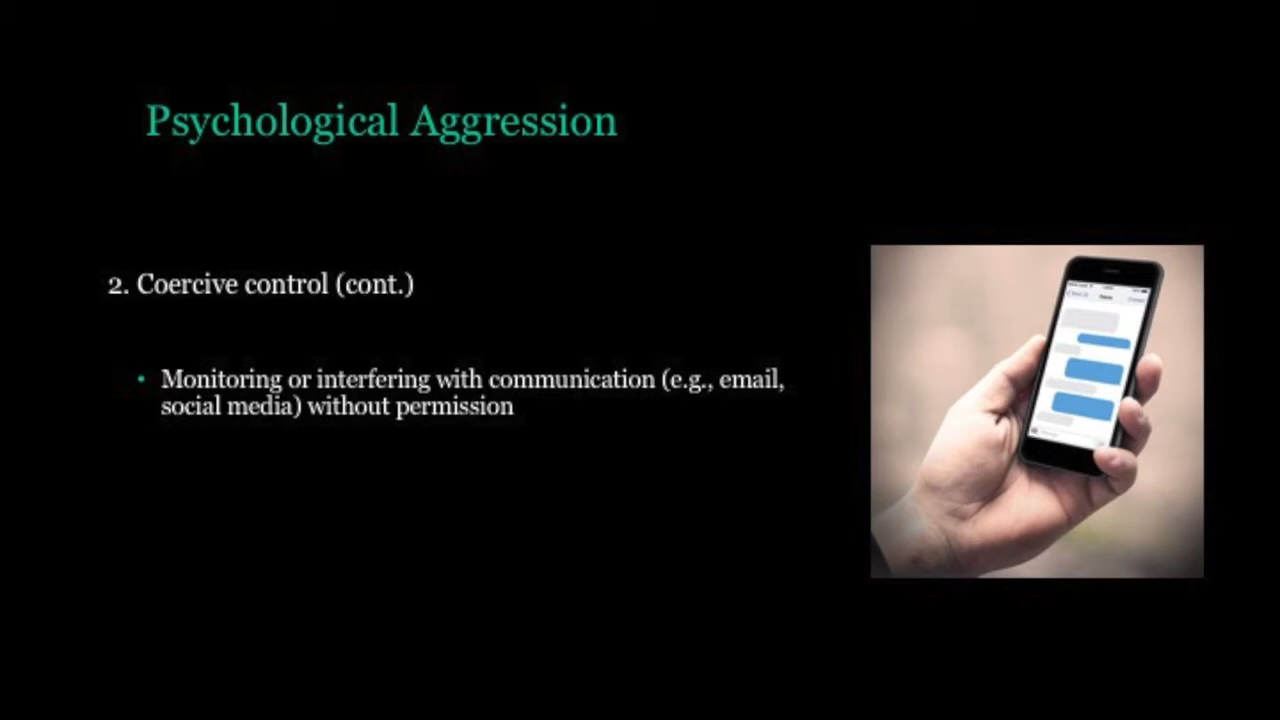 Psychological Aggression
2. Coercive control (cont.)
• Monitoring or interfering with communication (e.g., email,
social media) without permission